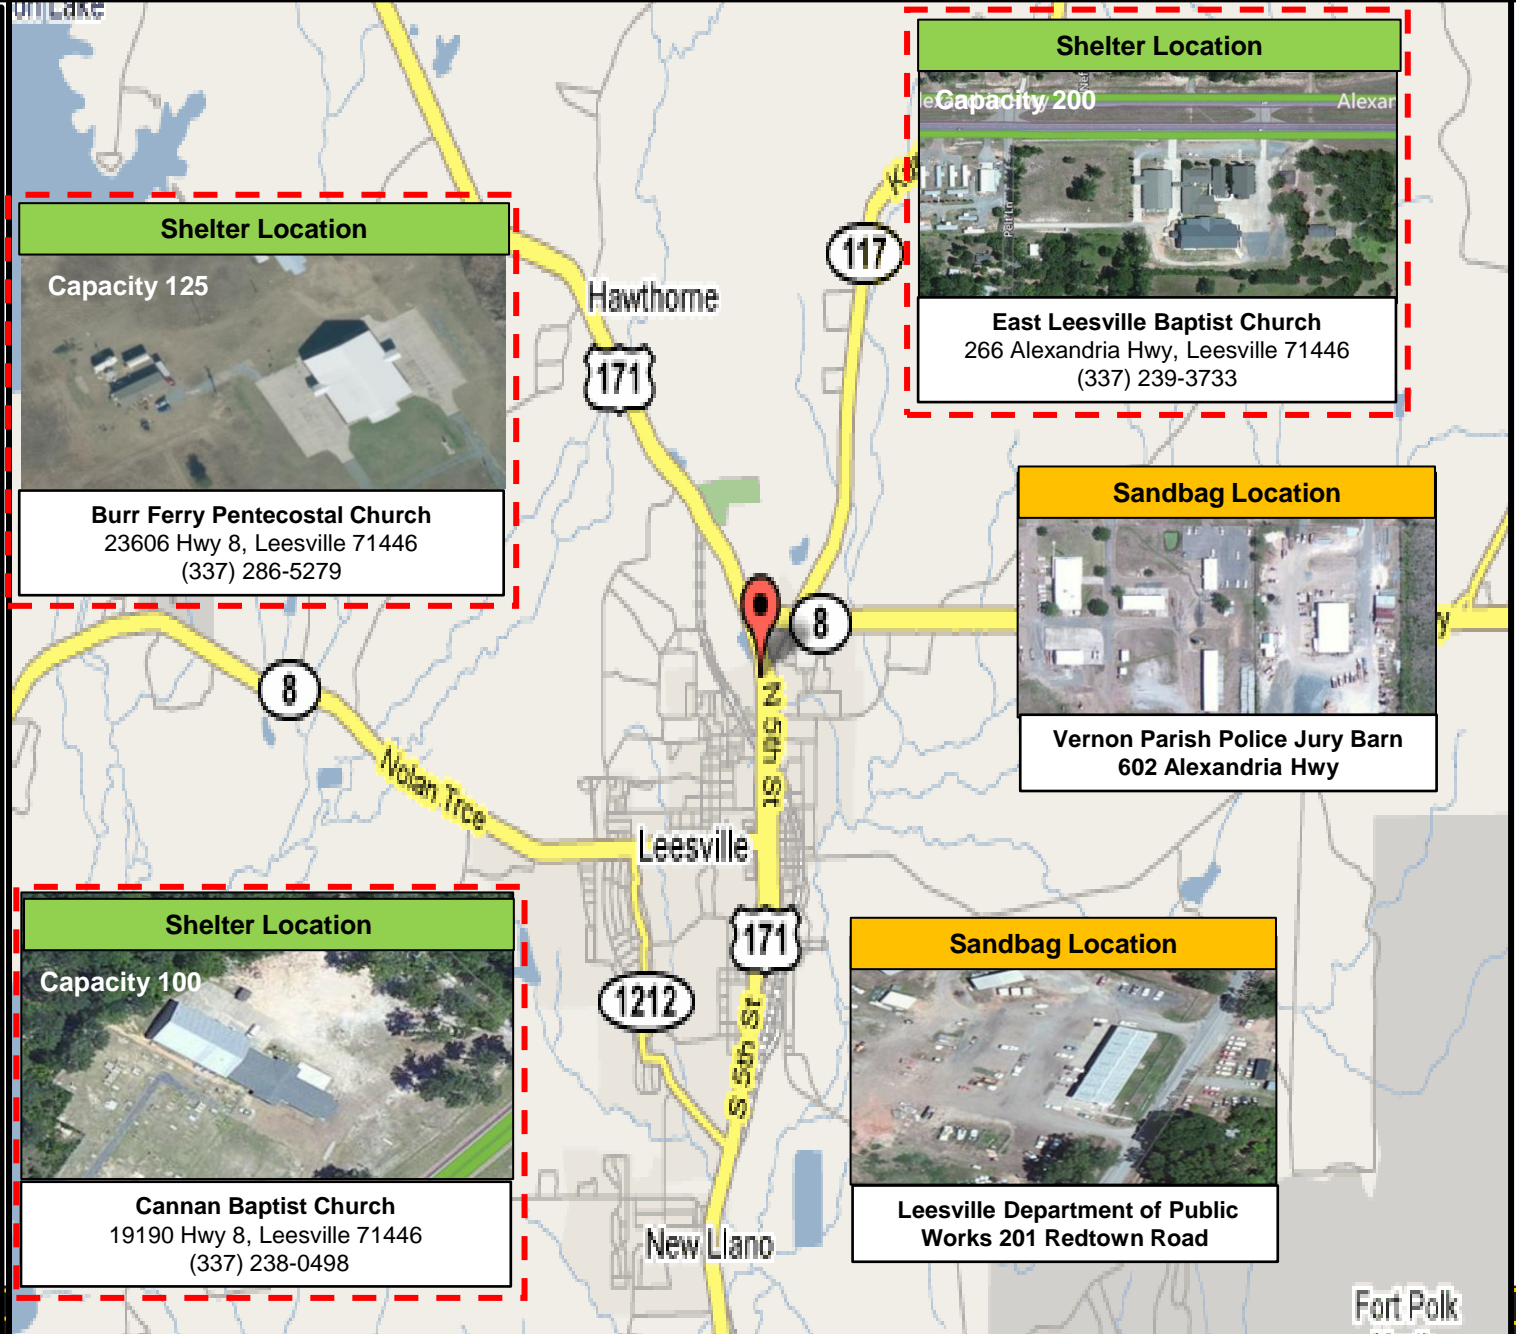 Shelter Location
Capacity 200
Alexar
Pelt Ln
East Leesville Baptist Church
266 Alexandria Hwy, Leesville 71446
(337) 239-3733
117
Shelter Location
Capacity 125
Burr Ferry Pentecostal Church
23606 Hwy 8, Leesville 71446
(337) 286-5279
Hawthorne
171
Sandbag Location
Vernon Parish Police Jury Barn
602 Alexandria Hwy
8
8
N 5th St
Nolan Trce
Leesville
171
Shelter Location
Capacity 100
Cannan Baptist Church
19190 Hwy 8, Leesville 71446
(337) 238-0498
1212
S 5th St
Sandbag Location
Leesville Department of Public
Works 201 Redtown Road
New Llano
Fort Polk